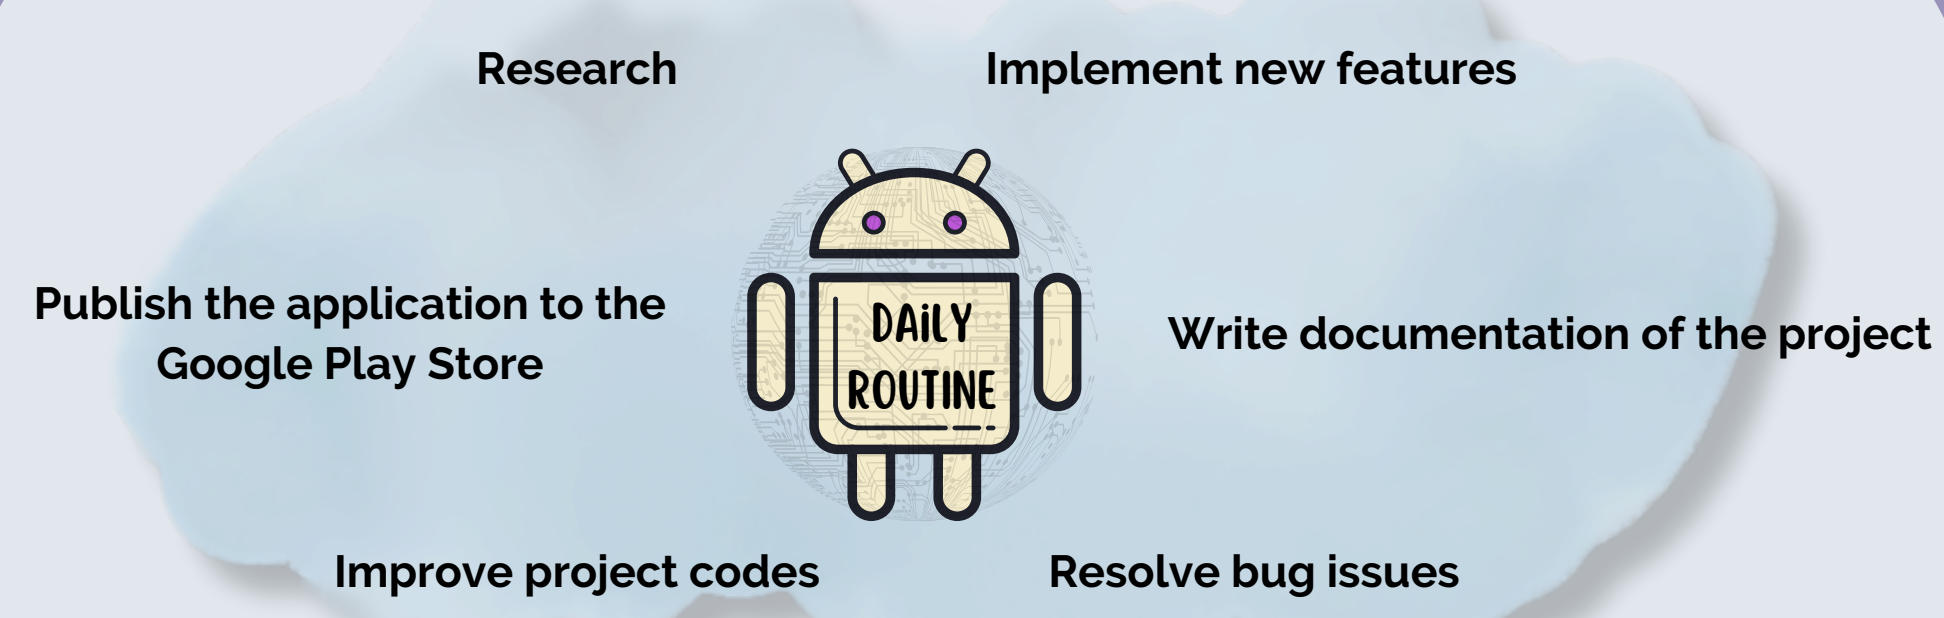 Research
Implement new features
Publish the application to the
Google Play Store
DAiLY
ROUTINE
Write documentation of the project
Improve project codes
Resolve bug issues